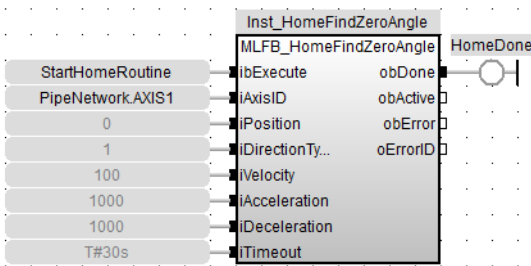 Inst_HomeFindZeroAngle
MLFB_HomeFindZeroAngle HomeDone
StartHomeRoutine ibExecute obDone
PipeNetwork.AXIS1 iAxisID obActive
0 iPosition obError
1 iDirectionTy... oErrorID
100 iVelocity
1000 iAcceleration
1000 iDeceleration
T#30s iTimeout